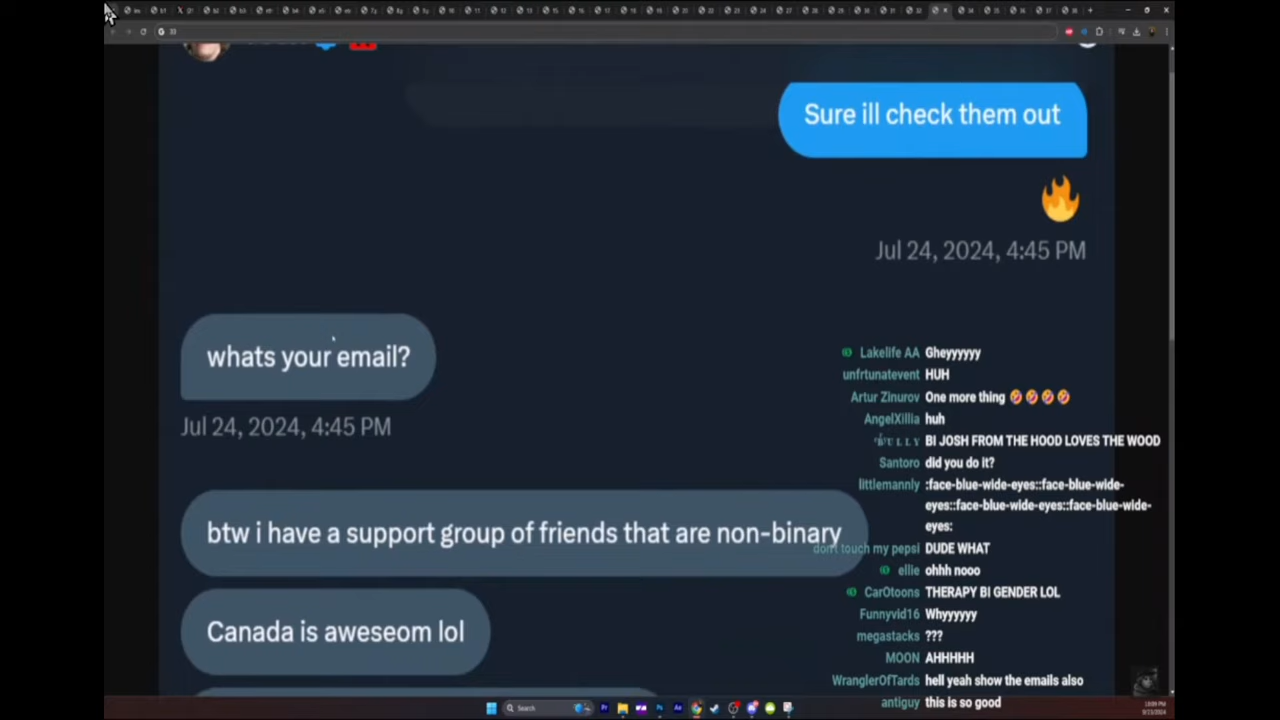 Sure ill check them out
🔥
Jul 24, 2024, 4:45 PM
whats your email?
Jul 24, 2024, 4:45 PM
btw i have a support group of friends that are non-binary
Canada is aweseom lol
Lakelife AA Gheyyyyyy
unfrtunatevent HUH
Artur Zinurov One more thing 🤣🤣🤣🤣
AngelXillia huh
BULLY BI JOSH FROM THE HOOD LOVES THE WOOD
Santoro did you do it?
littlemannly :face-blue-wide-eyes::face-blue-wide-
eyes::face-blue-wide-eyes::face-blue-wide-
eyes:
don't touch my pepsi DUDE WHAT
ellie ohhh nooo
CarOtoons THERAPY BI GENDER LOL
Funnyvid16 Whyyyyyy
megastacks ???
MOON AHHHHH
WranglerOfTards hell yeah show the emails also
antiguy this is so good
Search